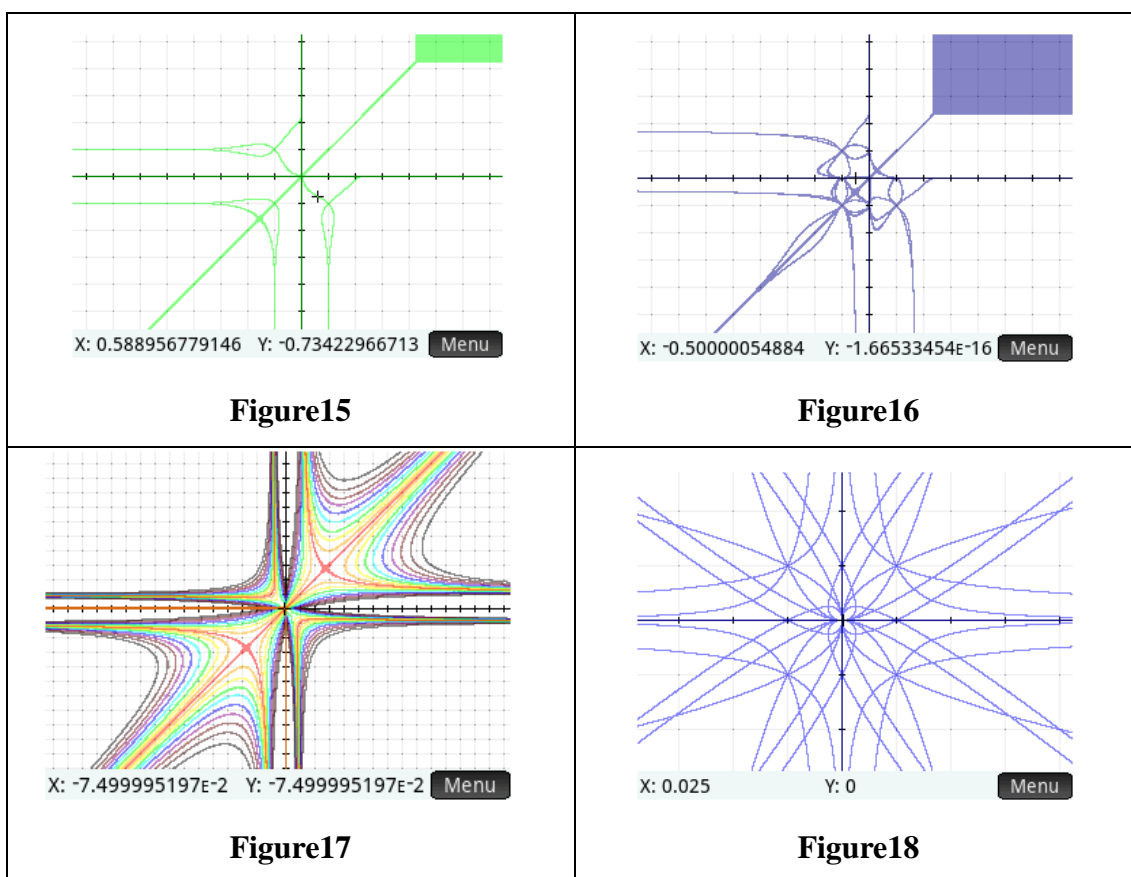 X: 0.588956779146 Y: -0.73422966713 Menu
Figure15
X: -0.50000054884 Y: -1.66533454E-16 Menu
Figure16
X: -7.499995197E-2 Y: -7.499995197E-2 Menu
Figure17
X: 0.025 Y: 0 Menu
Figure18